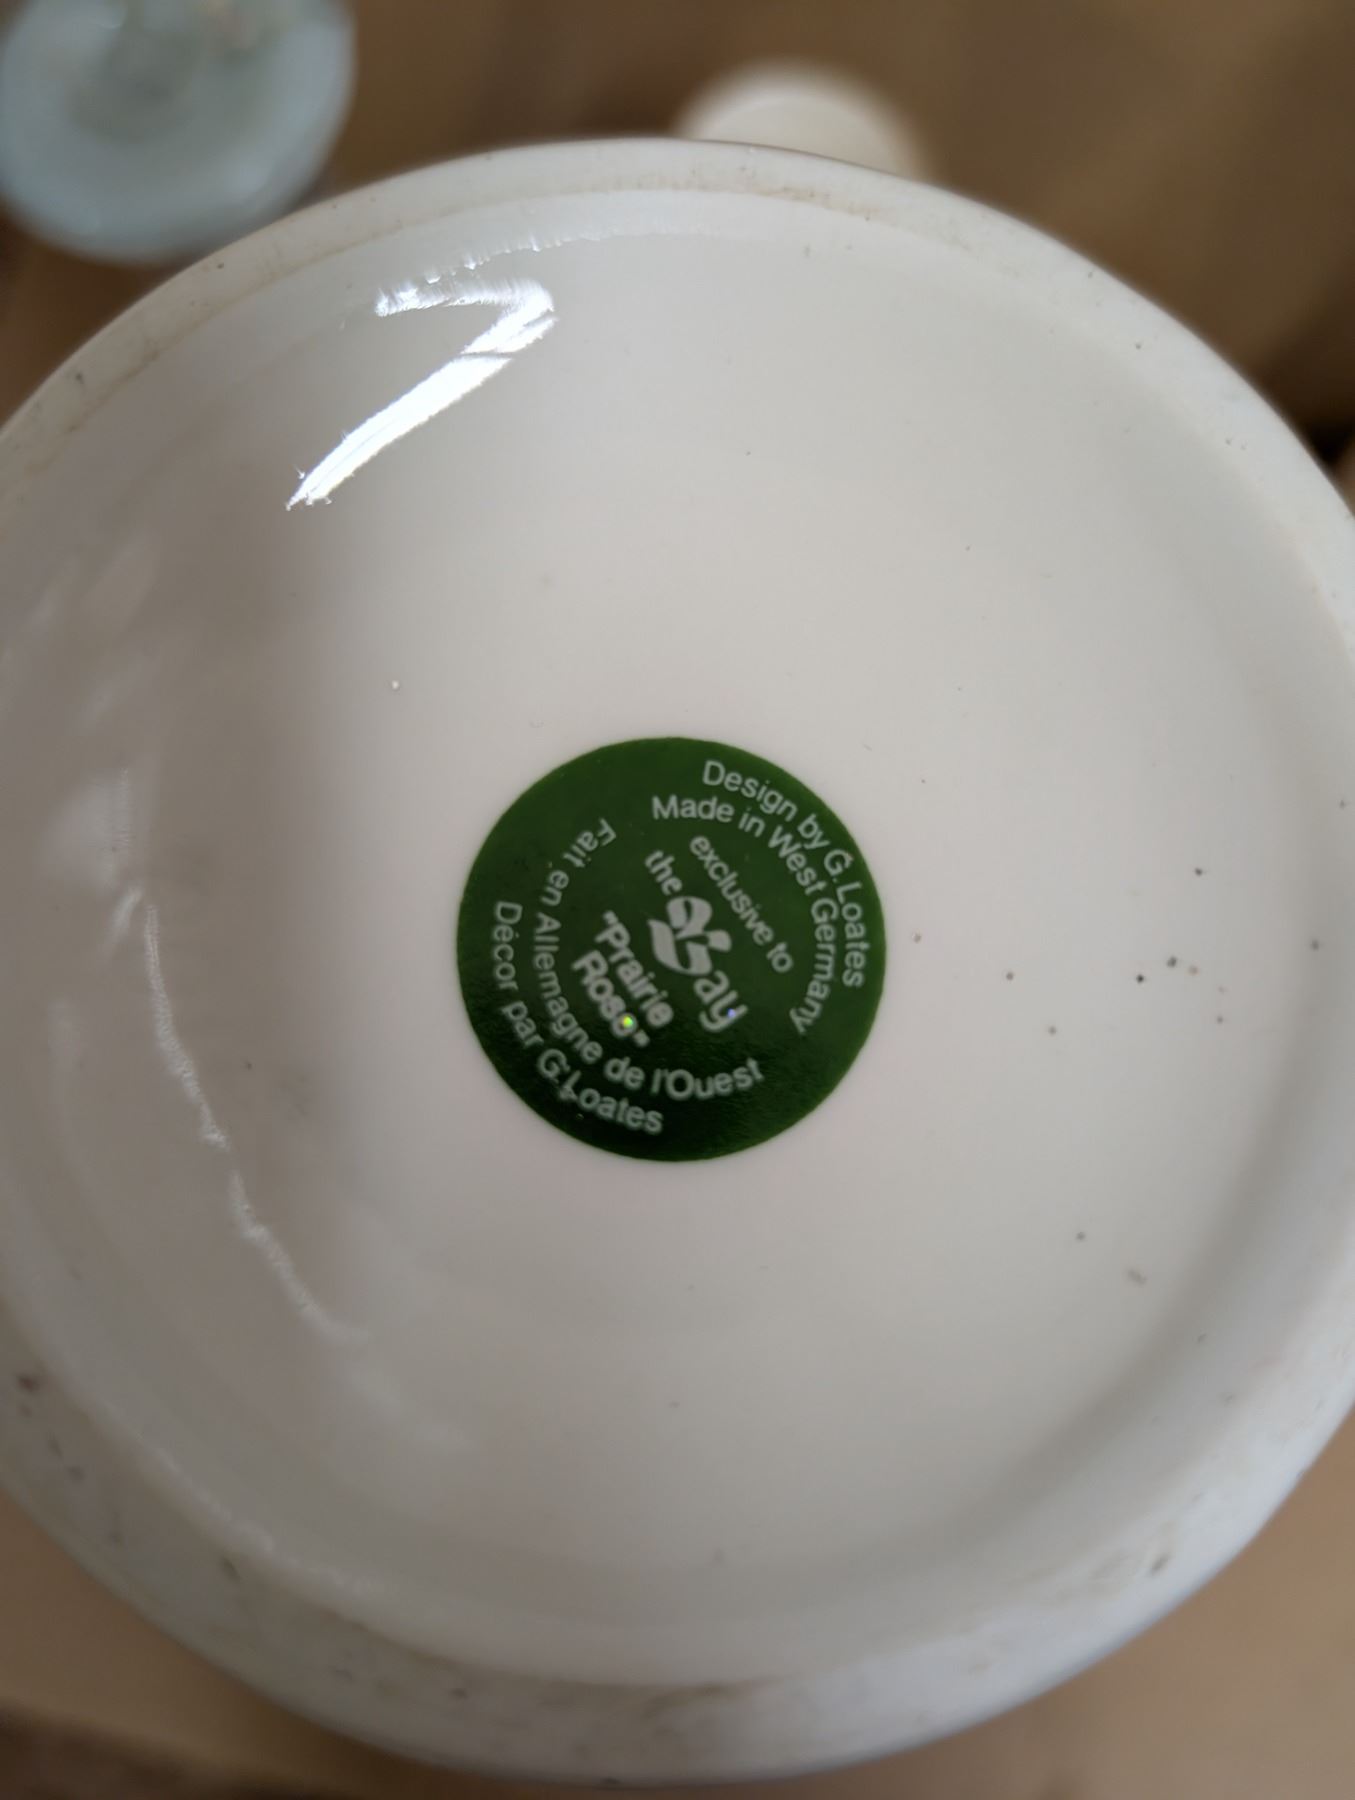 Design by G. Loates
Made in West Germany
exclusive to
the Bay
"Prairie
Rose"
Fait en Allemagne de l'Ouest
Décor par G. Loates